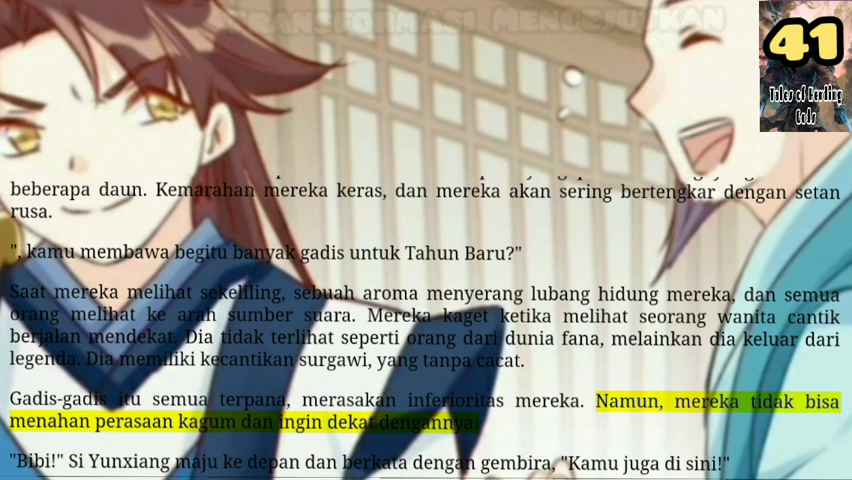 TRANSFORMASI MENGEJUTKAN
41
Tales of Herding
Gods
beberapa daun. Kemarahan mereka keras, dan mereka akan sering bertengkar dengan setan
rusa.
", kamu membawa begitu banyak gadis untuk Tahun Baru?"
Saat mereka melihat sekeliling, sebuah aroma menyerang lubang hidung mereka, dan semua
orang melihat ke arah sumber suara. Mereka kaget ketika melihat seorang wanita cantik
berjalan mendekat. Dia tidak terlihat seperti orang dari dunia fana, melainkan dia keluar dari
legenda. Dia memiliki kecantikan surgawi, yang tanpa cacat.
Gadis-gadis itu semua terpana, merasakan inferioritas mereka. Namun, mereka tidak bisa
menahan perasaan kagum dan ingin dekat dengannya.
"Bibi!" Si Yunxiang maju ke depan dan berkata dengan gembira, "Kamu juga di sini!"